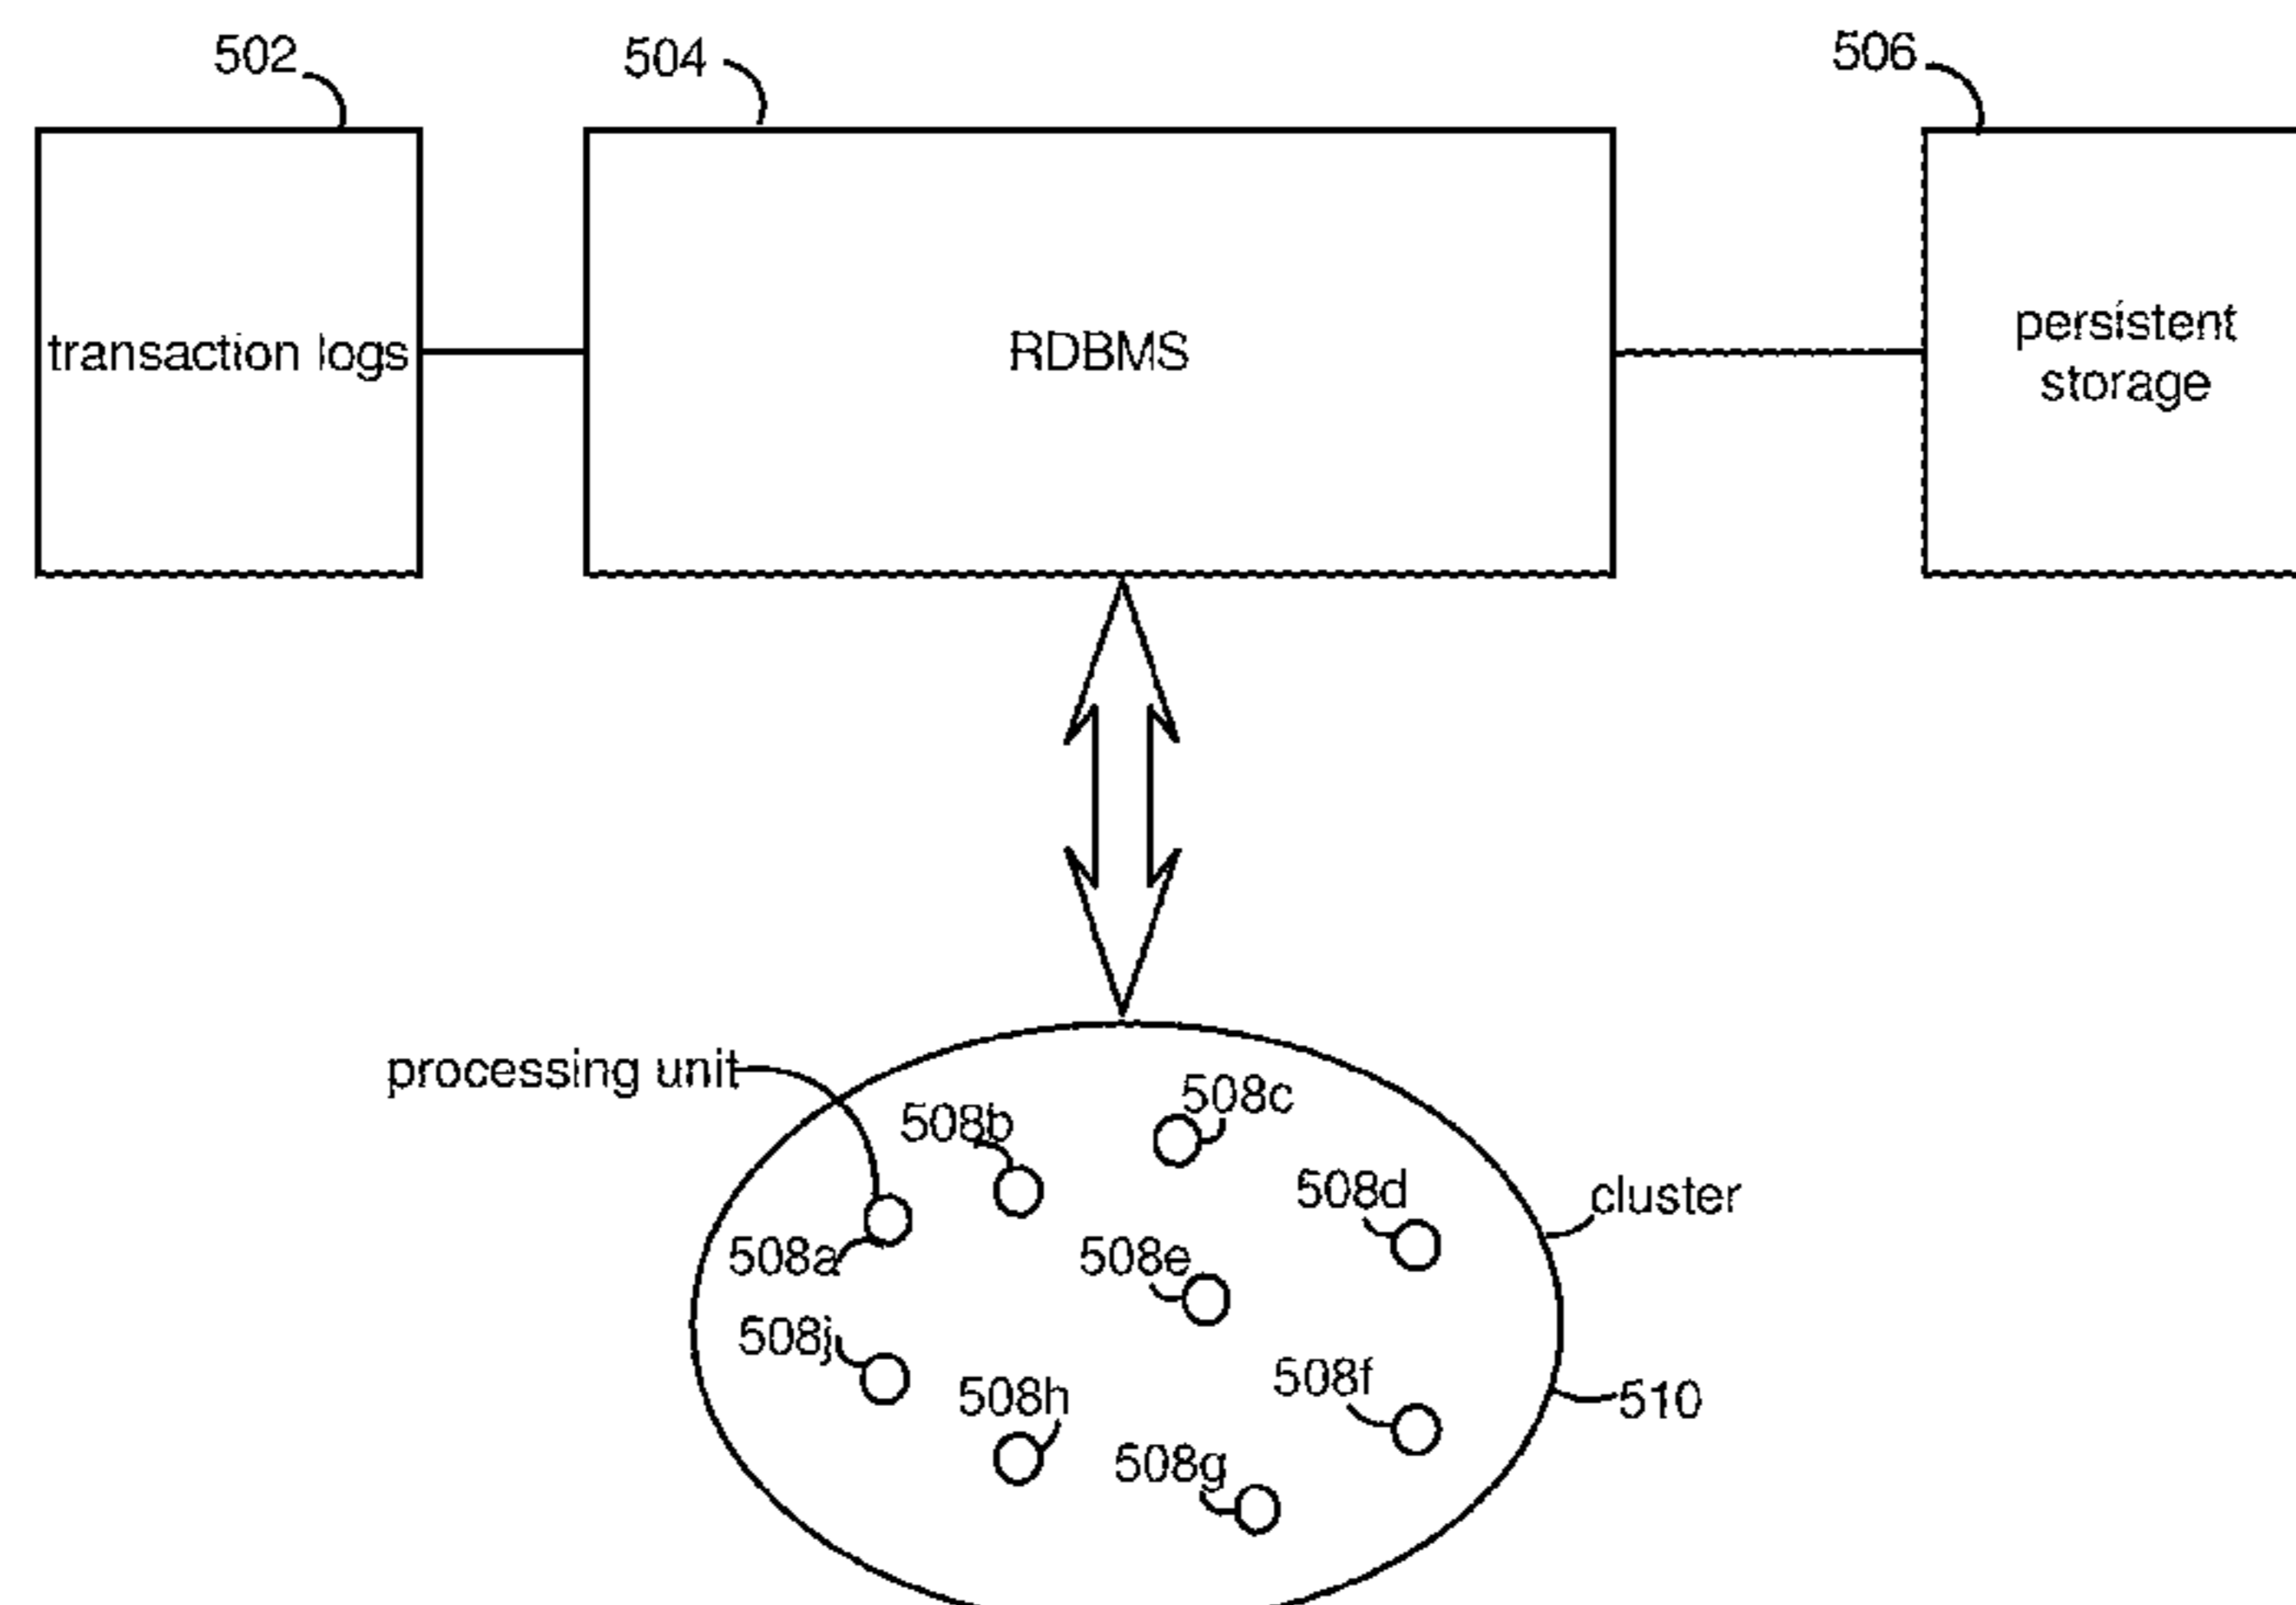 502
504
506
transaction logs
RDBMS
persistent
storage
processing unit
508b
508c
508d
cluster
508a
508e
508j
508h
508f
510
508g